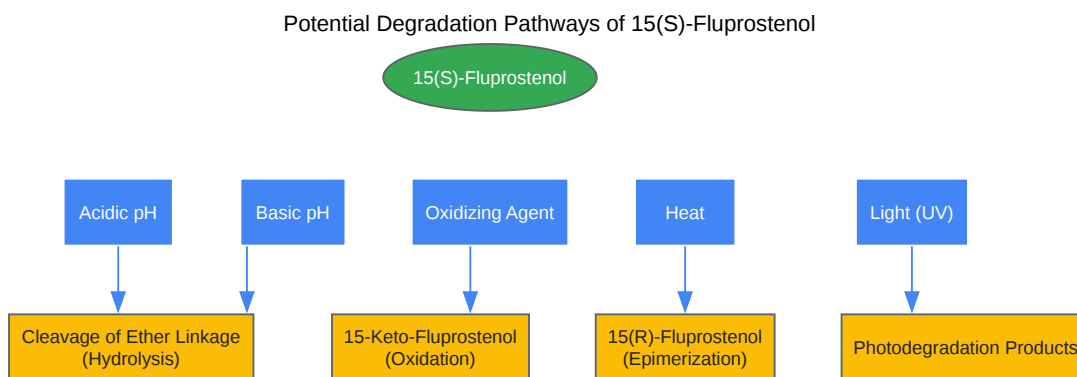 Potential Degradation Pathways of 15(S)-Fluprostenol
15(S)-Fluprostenol
Acidic pH
Basic pH
Oxidizing Agent
Heat
Light (UV)
Cleavage of Ether Linkage
(Hydrolysis)
15-Keto-Fluprostenol
(Oxidation)
15(R)-Fluprostenol
(Epimerization)
Photodegradation Products